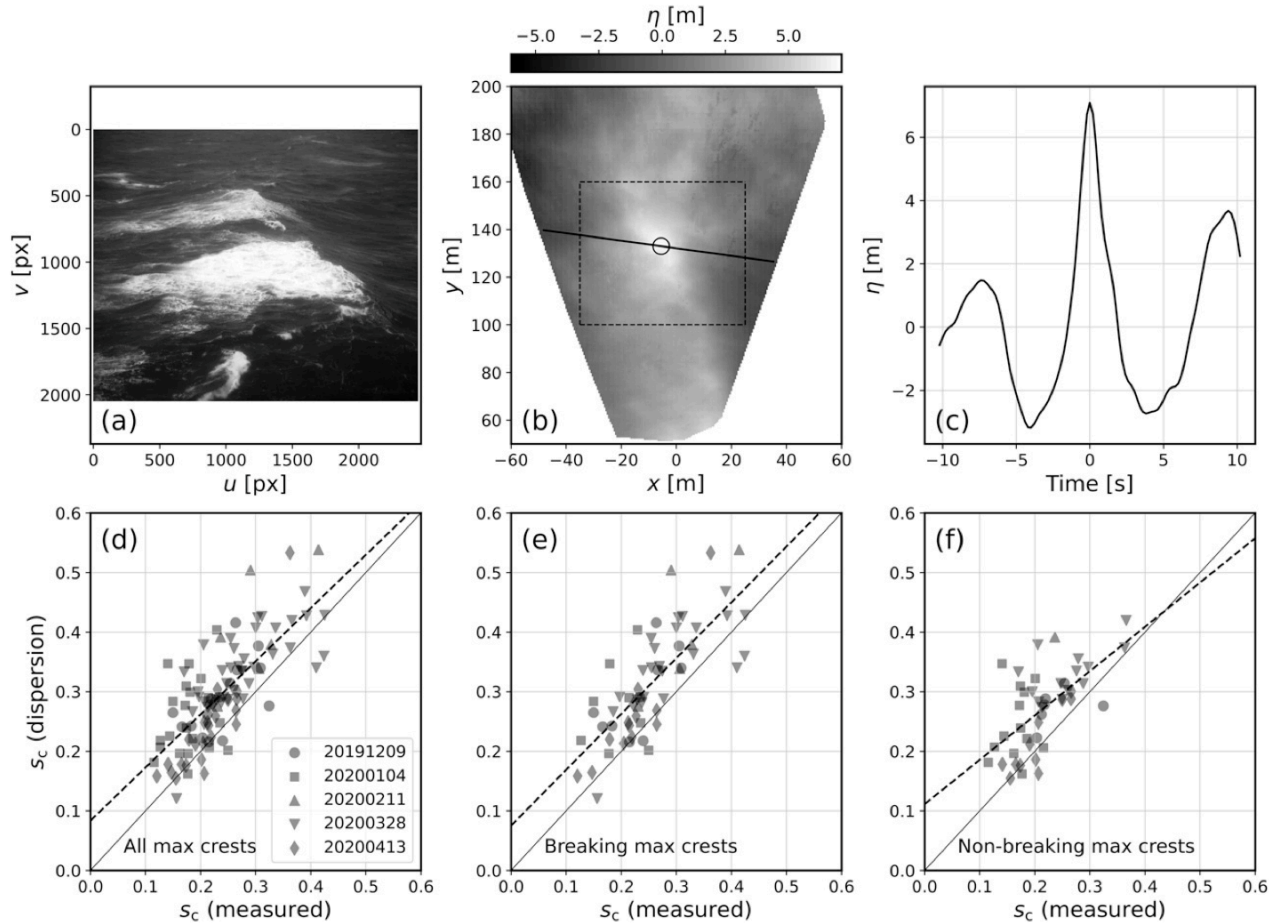 η [m]
−5.0 −2.5 0.0 2.5 5.0
0
500
1000
1500
2000
v [px]
(a)
0 500 1000 1500 2000
u [px]
200
180
160
140
120
100
80
60
y [m]
(b)
−60 −40 −20 0 20 40 60
x [m]
6
4
2
0
−2
η [m]
(c)
−10 −5 0 5 10
Time [s]
0.6
0.5
0.4
0.3
0.2
0.1
0.0
s_c (dispersion)
(d)
20191209
20200104
20200211
20200328
20200413
All max crests
0.0 0.1 0.2 0.3 0.4 0.5 0.6
s_c (measured)
0.6
0.5
0.4
0.3
0.2
0.1
0.0
(e)
Breaking max crests
0.0 0.1 0.2 0.3 0.4 0.5 0.6
s_c (measured)
0.6
0.5
0.4
0.3
0.2
0.1
0.0
(f)
Non-breaking max crests
0.0 0.1 0.2 0.3 0.4 0.5 0.6
s_c (measured)